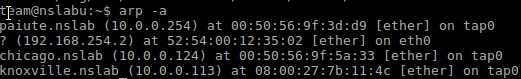 team@nslabu:~$ arp -a
paiute.nslab (10.0.0.254) at 00:50:56:9f:3d:d9 [ether] on tap0
? (192.168.254.2) at 52:54:00:12:35:02 [ether] on eth0
chicago.nslab (10.0.0.124) at 00:50:56:9f:5a:33 [ether] on tap0
knoxville.nslab (10.0.0.113) at 08:00:27:7b:11:4c [ether] on tap0